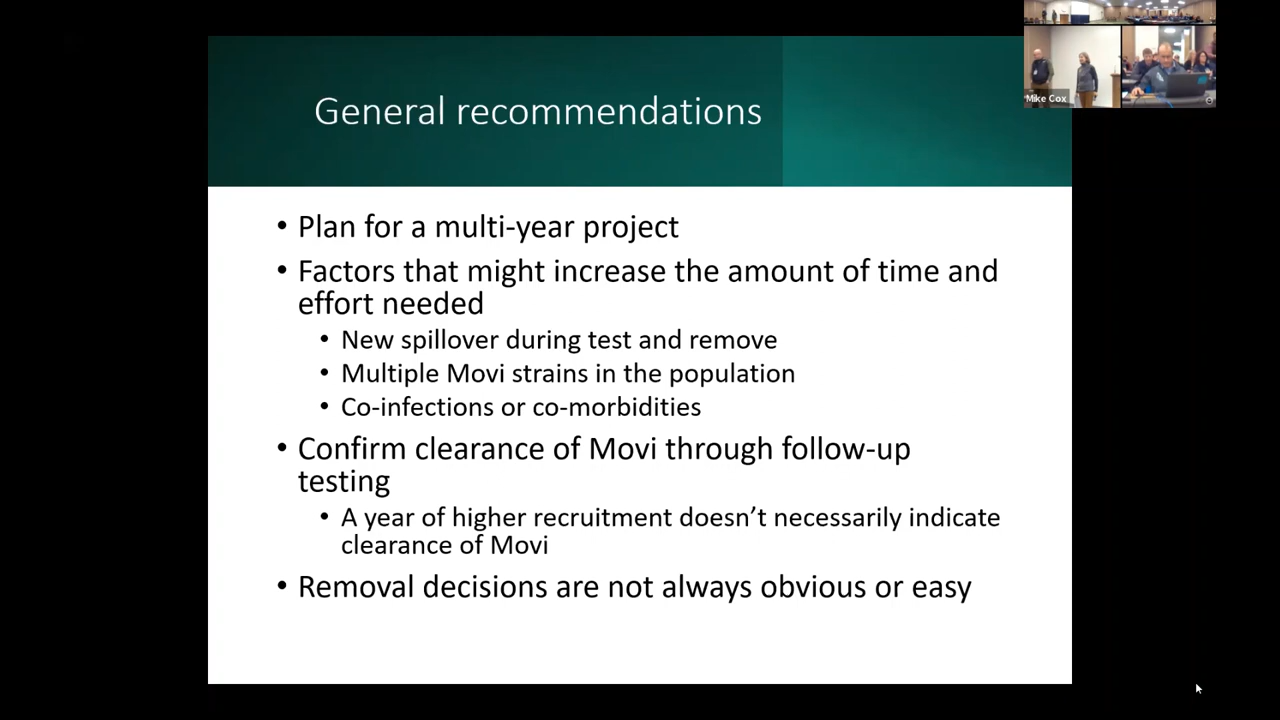 General recommendations
Mike Cox
• Plan for a multi-year project
• Factors that might increase the amount of time and
effort needed
• New spillover during test and remove
• Multiple Movi strains in the population
• Co-infections or co-morbidities
• Confirm clearance of Movi through follow-up
testing
• A year of higher recruitment doesn’t necessarily indicate
clearance of Movi
• Removal decisions are not always obvious or easy